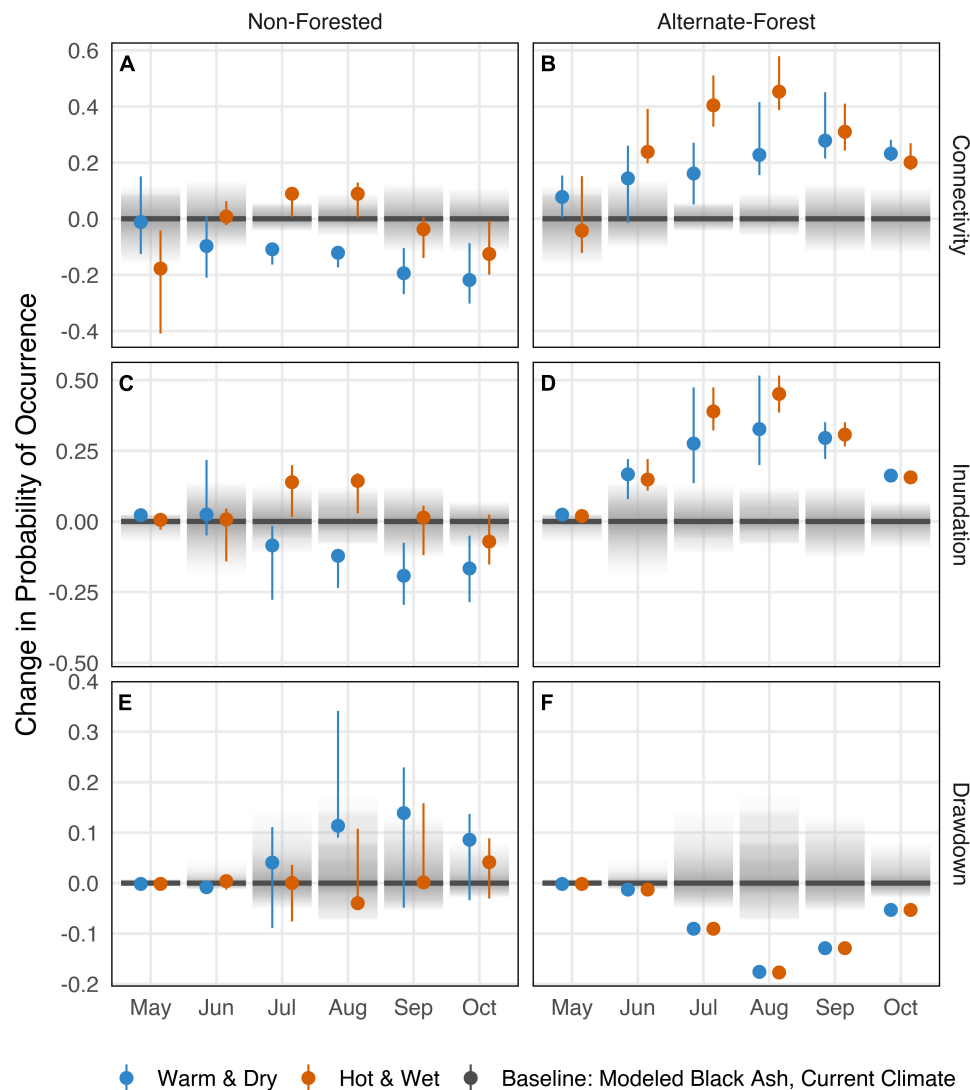 Non-Forested Alternate-Forest
A B
0.6
0.4
0.2
0.0
-0.2
-0.4
Connectivity
C D
0.50
0.25
0.00
-0.25
-0.50
Inundation
E F
0.4
0.3
0.2
0.1
0.0
-0.1
-0.2
Drawdown
Change in Probability of Occurrence
May Jun Jul Aug Sep Oct May Jun Jul Aug Sep Oct
Warm & Dry Hot & Wet Baseline: Modeled Black Ash, Current Climate